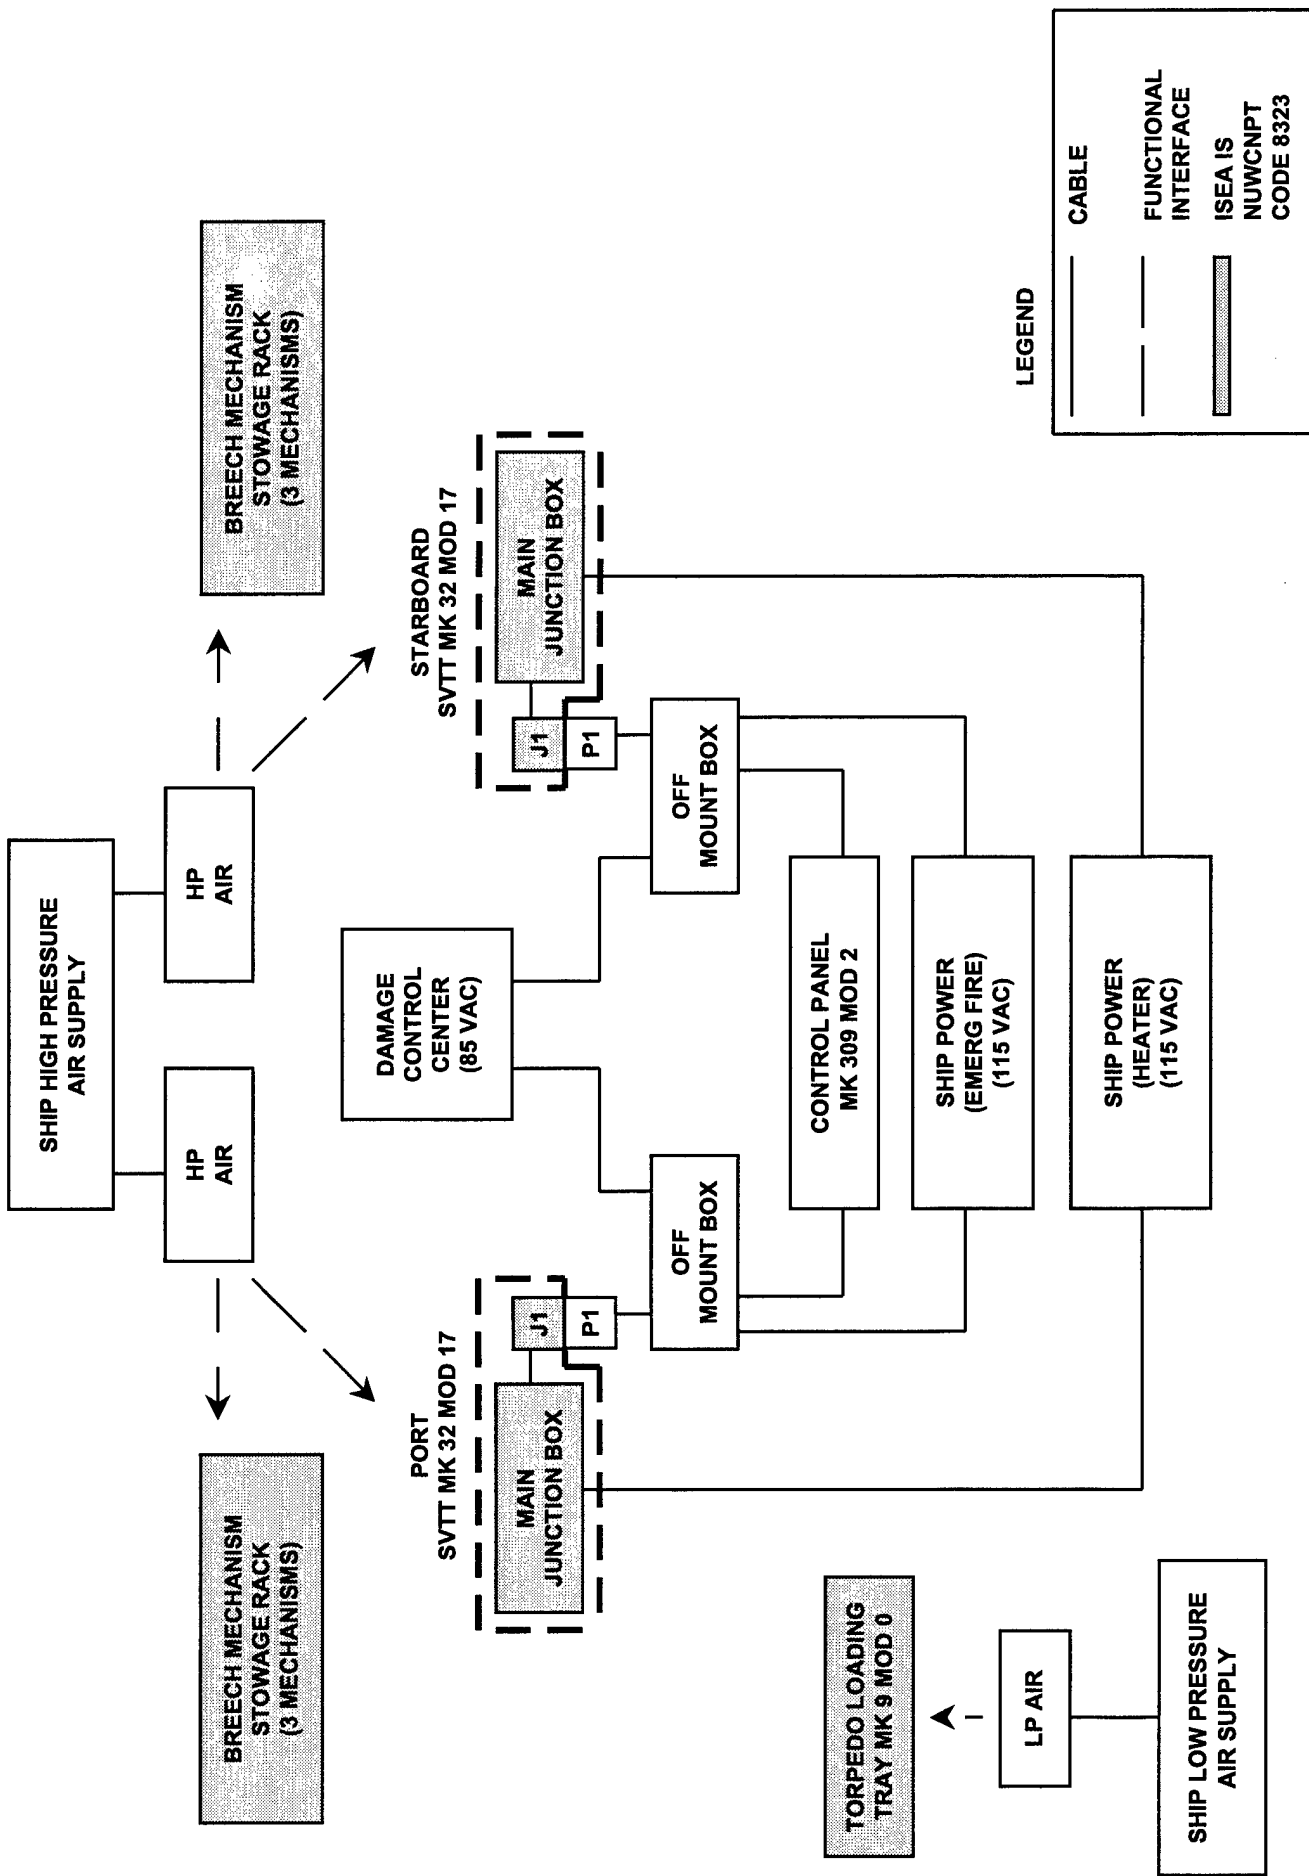 SHIP HIGH PRESSURE
AIR SUPPLY
HP
AIR
HP
AIR
BREECH MECHANISM
STOWAGE RACK
(3 MECHANISMS)
BREECH MECHANISM
STOWAGE RACK
(3 MECHANISMS)
DAMAGE
CONTROL
CENTER
(85 VAC)
PORT
SVTT MK 32 MOD 17
STARBOARD
SVTT MK 32 MOD 17
MAIN
JUNCTION BOX
J1
P1
J1
P1
MAIN
JUNCTION BOX
OFF
MOUNT BOX
OFF
MOUNT BOX
CONTROL PANEL
MK 309 MOD 2
SHIP POWER
(EMERG FIRE)
(115 VAC)
SHIP POWER
(HEATER)
(115 VAC)
TORPEDO LOADING
TRAY MK 9 MOD 0
LP AIR
SHIP LOW PRESSURE
AIR SUPPLY
LEGEND
CABLE
FUNCTIONAL
INTERFACE
ISEA IS
NUWCNPT
CODE 8323